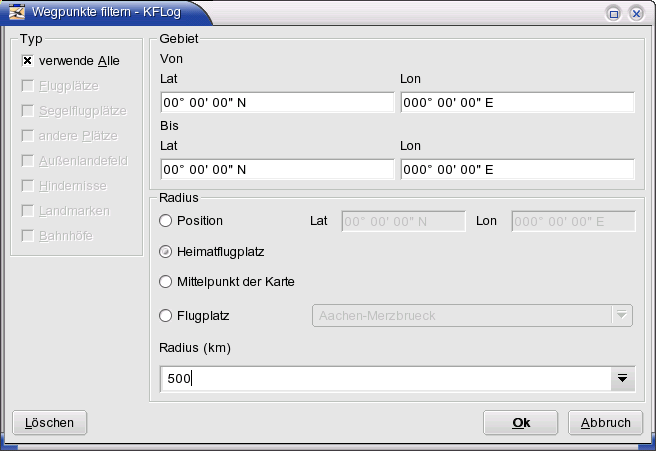 Wegpunkte filtern - KFLog
Typ
verwende Alle
Flugplätze
Segelflugplätze
andere Plätze
Außenlandefeld
Hindernisse
Landmarken
Bahnhöfe
Gebiet
Von
Lat Lon
00° 00' 00" N 000° 00' 00" E
Bis
Lat Lon
00° 00' 00" N 000° 00' 00" E
Radius
Position Lat 00° 00' 00" N Lon 000° 00' 00" E
Heimatflugplatz
Mittelpunkt der Karte
Flugplatz Aachen-Merzbrueck
Radius (km)
500
Löschen Ok Abbruch